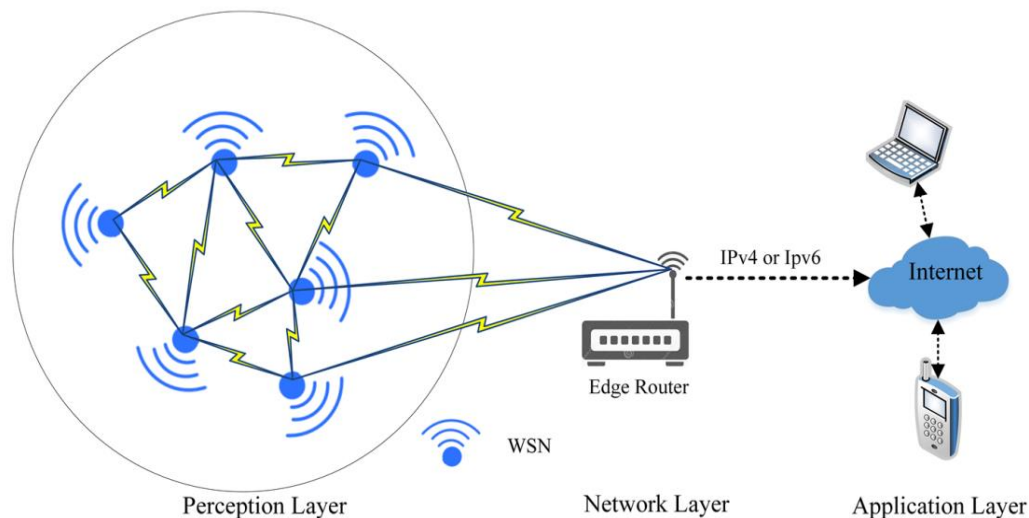 IPv4 or Ipv6
Internet
Edge Router
WSN
Perception Layer
Network Layer
Application Layer